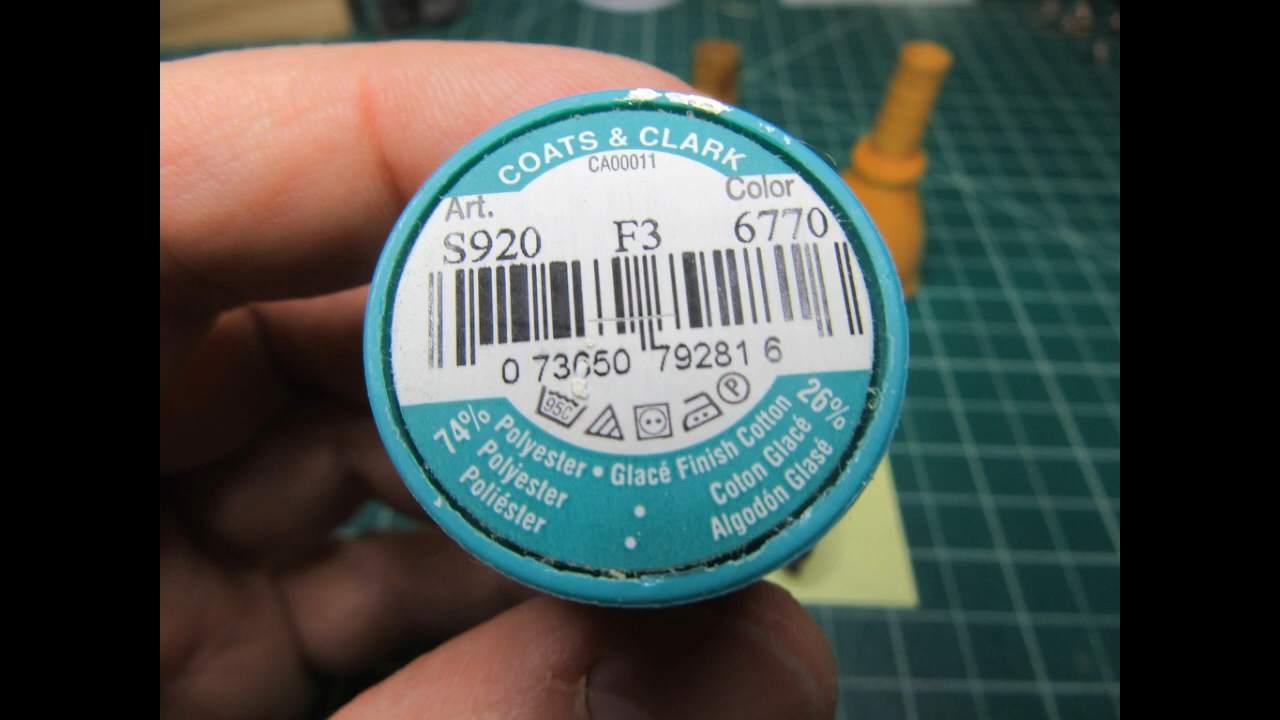 COATS & CLARK
CA00011
Art.
Color
S920 F3 6770
0 73650 79281 6
95C P
74% Polyester • Glacé Finish Cotton 26%
Polyester Coton Glacé
Poliéster Algodón Glasé